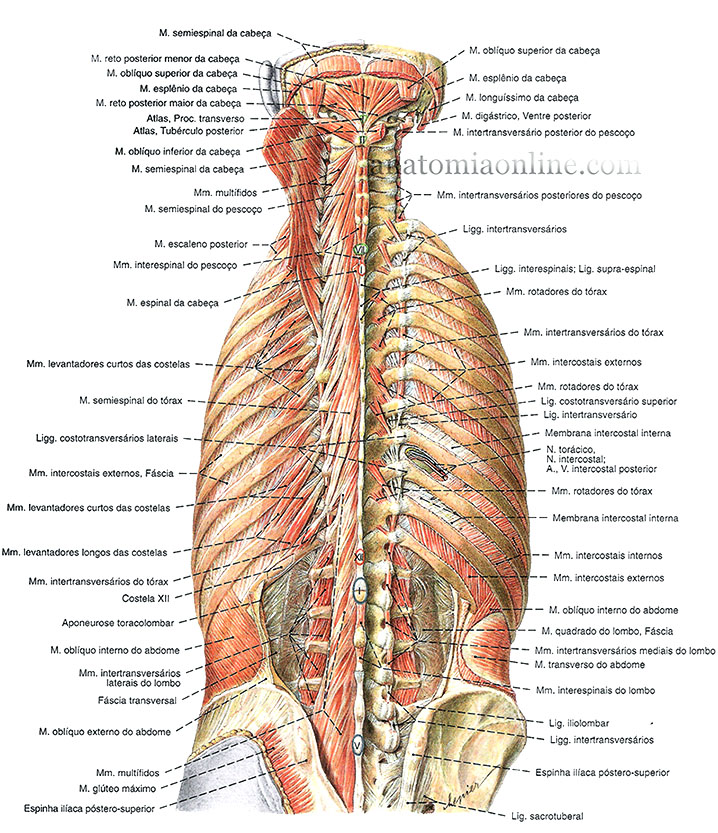 M. semiespinal da cabeça
M. reto posterior menor da cabeça
M. oblíquo superior da cabeça
M. esplênio da cabeça
M. reto posterior maior da cabeça
Atlas, Proc. transverso
Atlas, Tubérculo posterior
M. oblíquo inferior da cabeça
M. semiespinal da cabeça
Mm. multífidos
M. semiespinal do pescoço
M. escaleno posterior
Mm. interespinal do pescoço
M. espinal da cabeça
Mm. levantadores curtos das costelas
M. semiespinal do tórax
Ligg. costotransversários laterais
Mm. intercostais externos, Fáscia
Mm. levantadores curtos das costelas
Mm. levantadores longos das costelas
Mm. intertransversários do tórax
Costela XII
Aponeurose toracolombar
M. oblíquo interno do abdome
Mm. intertransversários
laterais do lombo
Fáscia transversal
M. oblíquo externo do abdome
Mm. multífidos
M. glúteo máximo
Espinha ilíaca póstero-superior
M. oblíquo superior da cabeça
M. esplênio da cabeça
M. longuíssimo da cabeça
M. digástrico, Ventre posterior
M. intertransversário posterior do pescoço
anatomiaonline.com
Mm. intertransversários posteriores do pescoço
Ligg. intertransversários
Ligg. interespinais; Lig. supra-espinal
Mm. rotadores do tórax
Mm. intertransversários do tórax
Mm. intercostais externos
Mm. rotadores do tórax
Lig. costotransversário superior
Lig. intertransversário
Membrana intercostal interna
N. torácico,
N. intercostal;
A., V. intercostal posterior
Mm. rotadores do tórax
Membrana intercostal interna
Mm. intercostais internos
Mm. intercostais externos
M. oblíquo interno do abdome
M. quadrado do lombo, Fáscia
Mm. intertransversários mediais do lombo
M. transverso do abdome
Mm. interespinais do lombo
Lig. iliolombar
Ligg. intertransversários
Espinha ilíaca póstero-superior
Lig. sacrotuberal
II
VII
I
XII
I
V